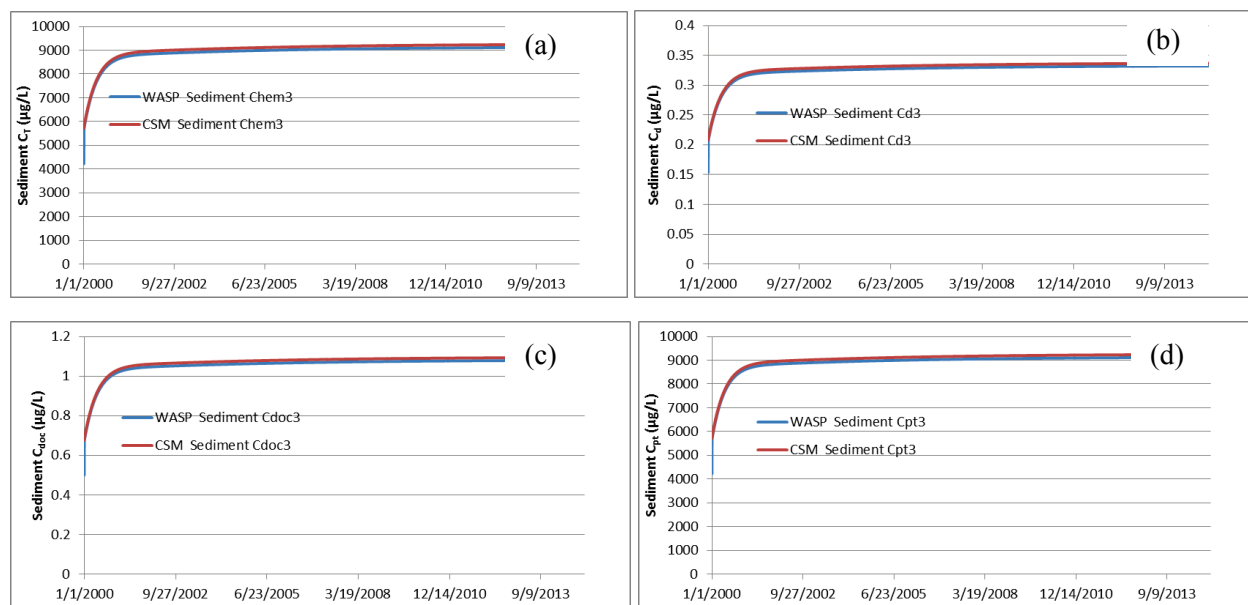 (a)
Sediment C_T (µg/L)
10000
9000
8000
7000
6000
5000
4000
3000
2000
1000
0
WASP Sediment Chem3
CSM Sediment Chem3
1/1/2000 9/27/2002 6/23/2005 3/19/2008 12/14/2010 9/9/2013
(b)
Sediment C_d (µg/L)
0.4
0.35
0.3
0.25
0.2
0.15
0.1
0.05
0
WASP Sediment Cd3
CSM Sediment Cd3
1/1/2000 9/27/2002 6/23/2005 3/19/2008 12/14/2010 9/9/2013
(c)
Sediment C_doc (µg/L)
1.2
1
0.8
0.6
0.4
0.2
0
WASP Sediment Cdoc3
CSM Sediment Cdoc3
1/1/2000 9/27/2002 6/23/2005 3/19/2008 12/14/2010 9/9/2013
(d)
Sediment C_pt (µg/L)
10000
9000
8000
7000
6000
5000
4000
3000
2000
1000
0
WASP Sediment Cpt3
CSM Sediment Cpt3
1/1/2000 9/27/2002 6/23/2005 3/19/2008 12/14/2010 9/9/2013